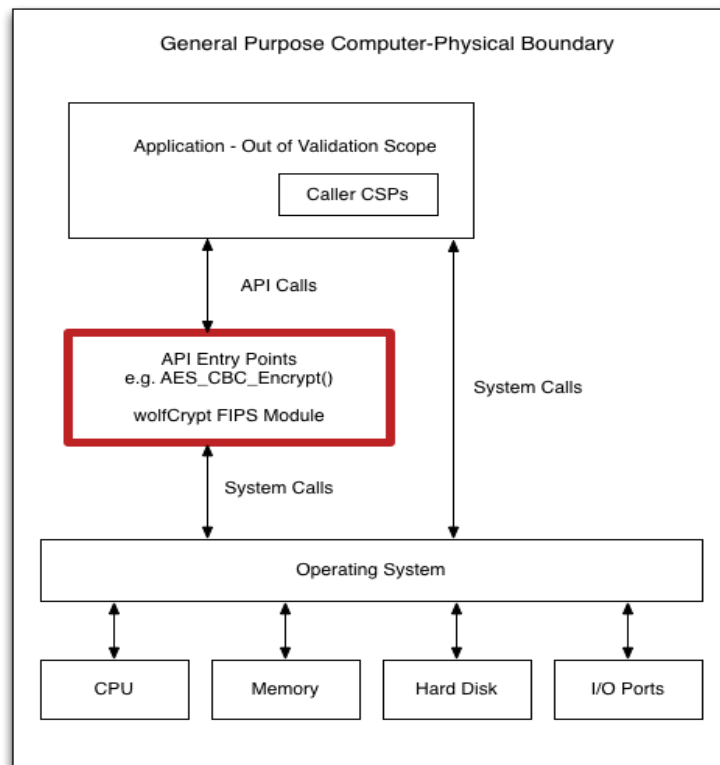 General Purpose Computer-Physical Boundary
Application - Out of Validation Scope
Caller CSPs
API Calls
API Entry Points
e.g. AES_CBC_Encrypt()
wolfCrypt FIPS Module
System Calls
System Calls
Operating System
CPU
Memory
Hard Disk
I/O Ports